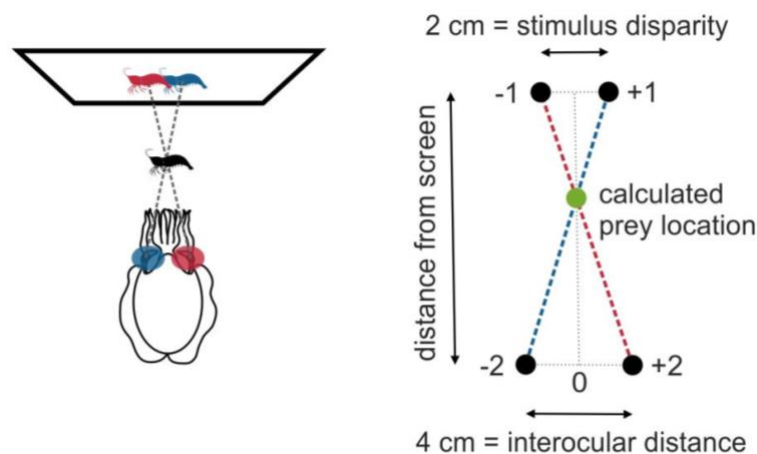 2 cm = stimulus disparity
-1
+1
calculated
prey location
distance from screen
-2
+2
0
4 cm = interocular distance